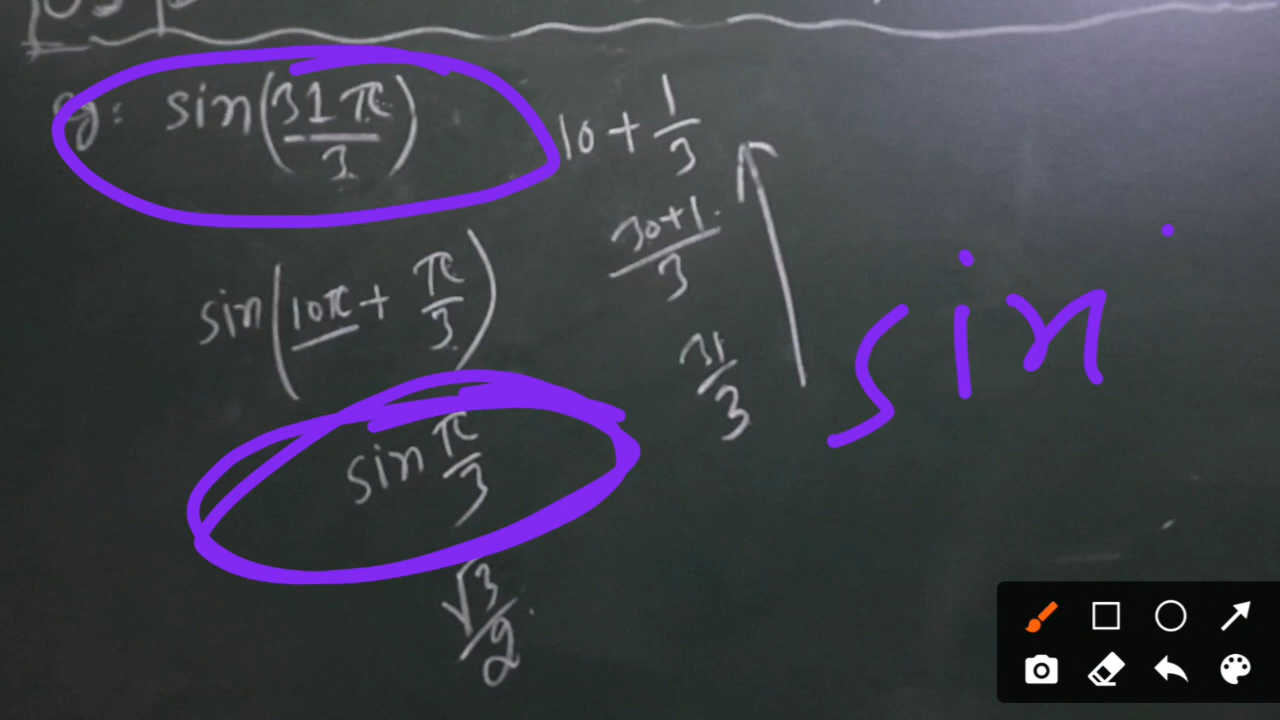 eg: sin(31π/3)
10 + 1/3
30+1/3
31/3
sin(10π + π/3)
sin π/3
√3/2
sin